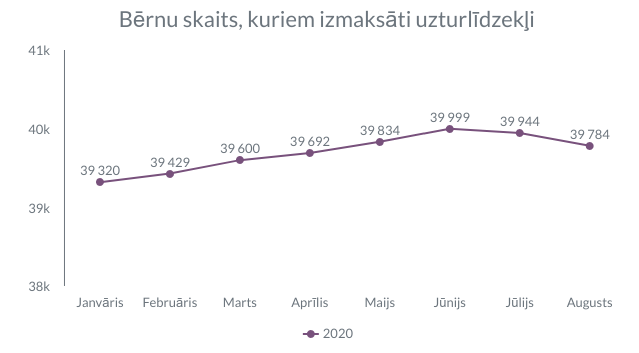 Bērnu skaits, kuriem izmaksāti uzturlīdzekļi
41k
40k
39k
38k
39 320
39 429
39 600
39 692
39 834
39 999
39 944
39 784
Janvāris Februāris Marts Aprīlis Maijs Jūnijs Jūlijs Augusts
2020